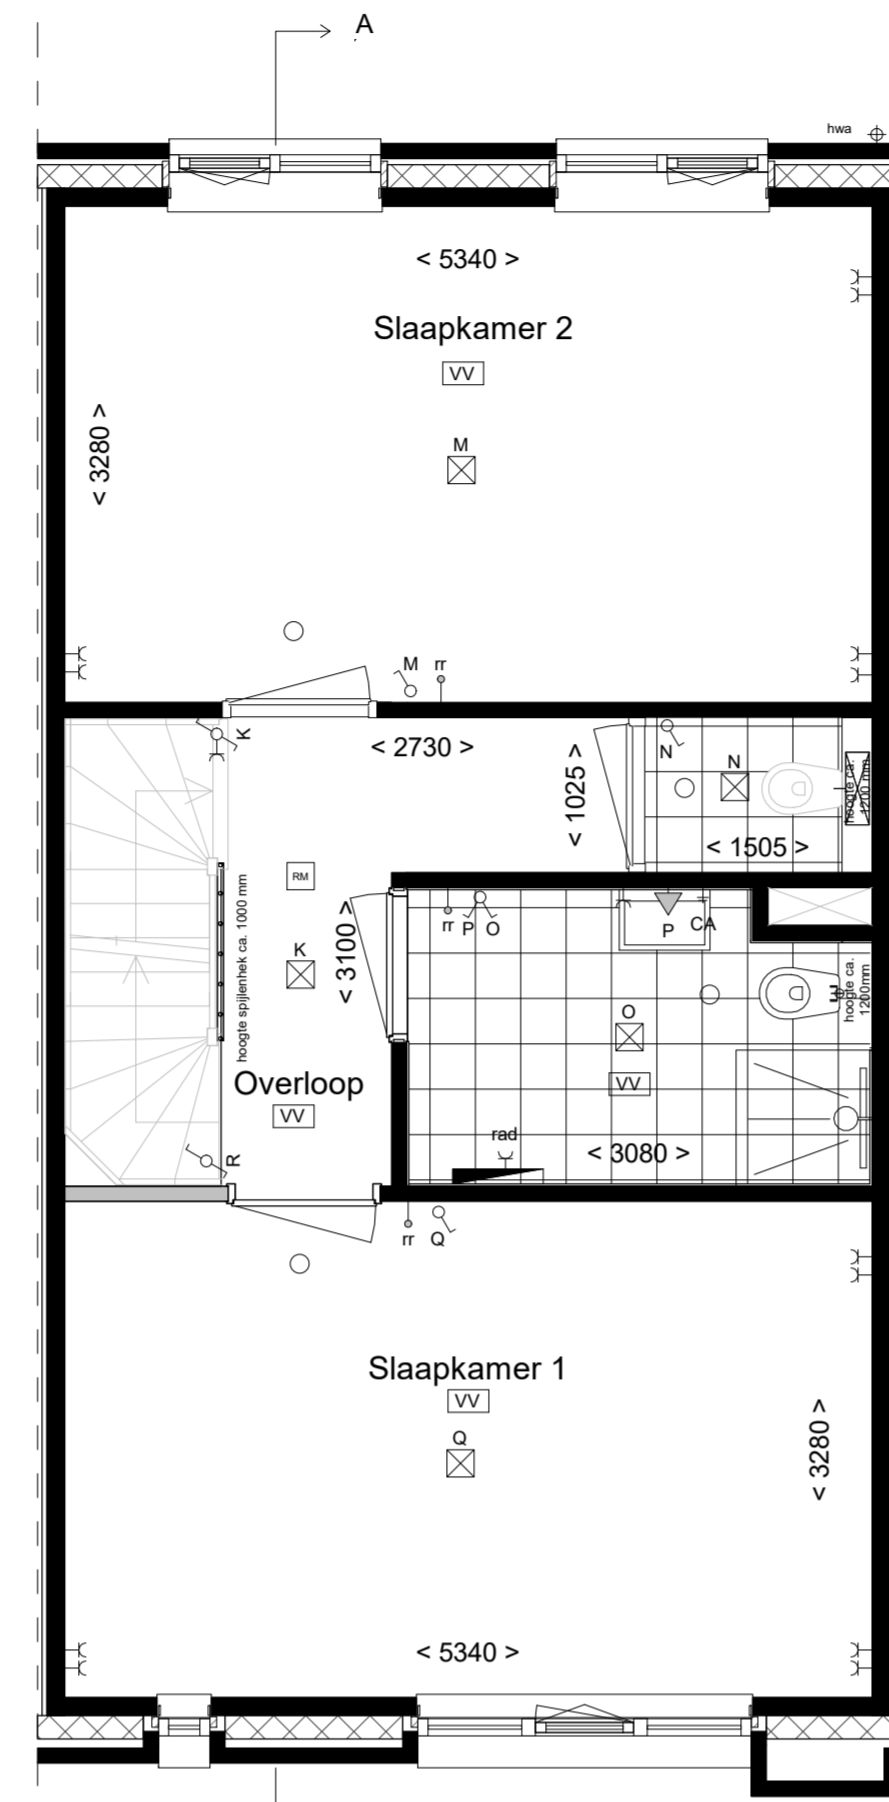 A
hwa
< 5340 >
Slaapkamer 2
VV
< 3280 >
M
M rr
K
< 2730 >
< 1025 >
N
N
hoogte ca.
1200 mm
< 1505 >
RM
hoogte spijlenhek ca. 1000 mm
K
< 3100 >
rr P O
P
CA
hoogte ca.
1200mm
O
VV
Overloop
VV
rad
< 3080 >
R
rr Q
Slaapkamer 1
VV
Q
< 3280 >
< 5340 >